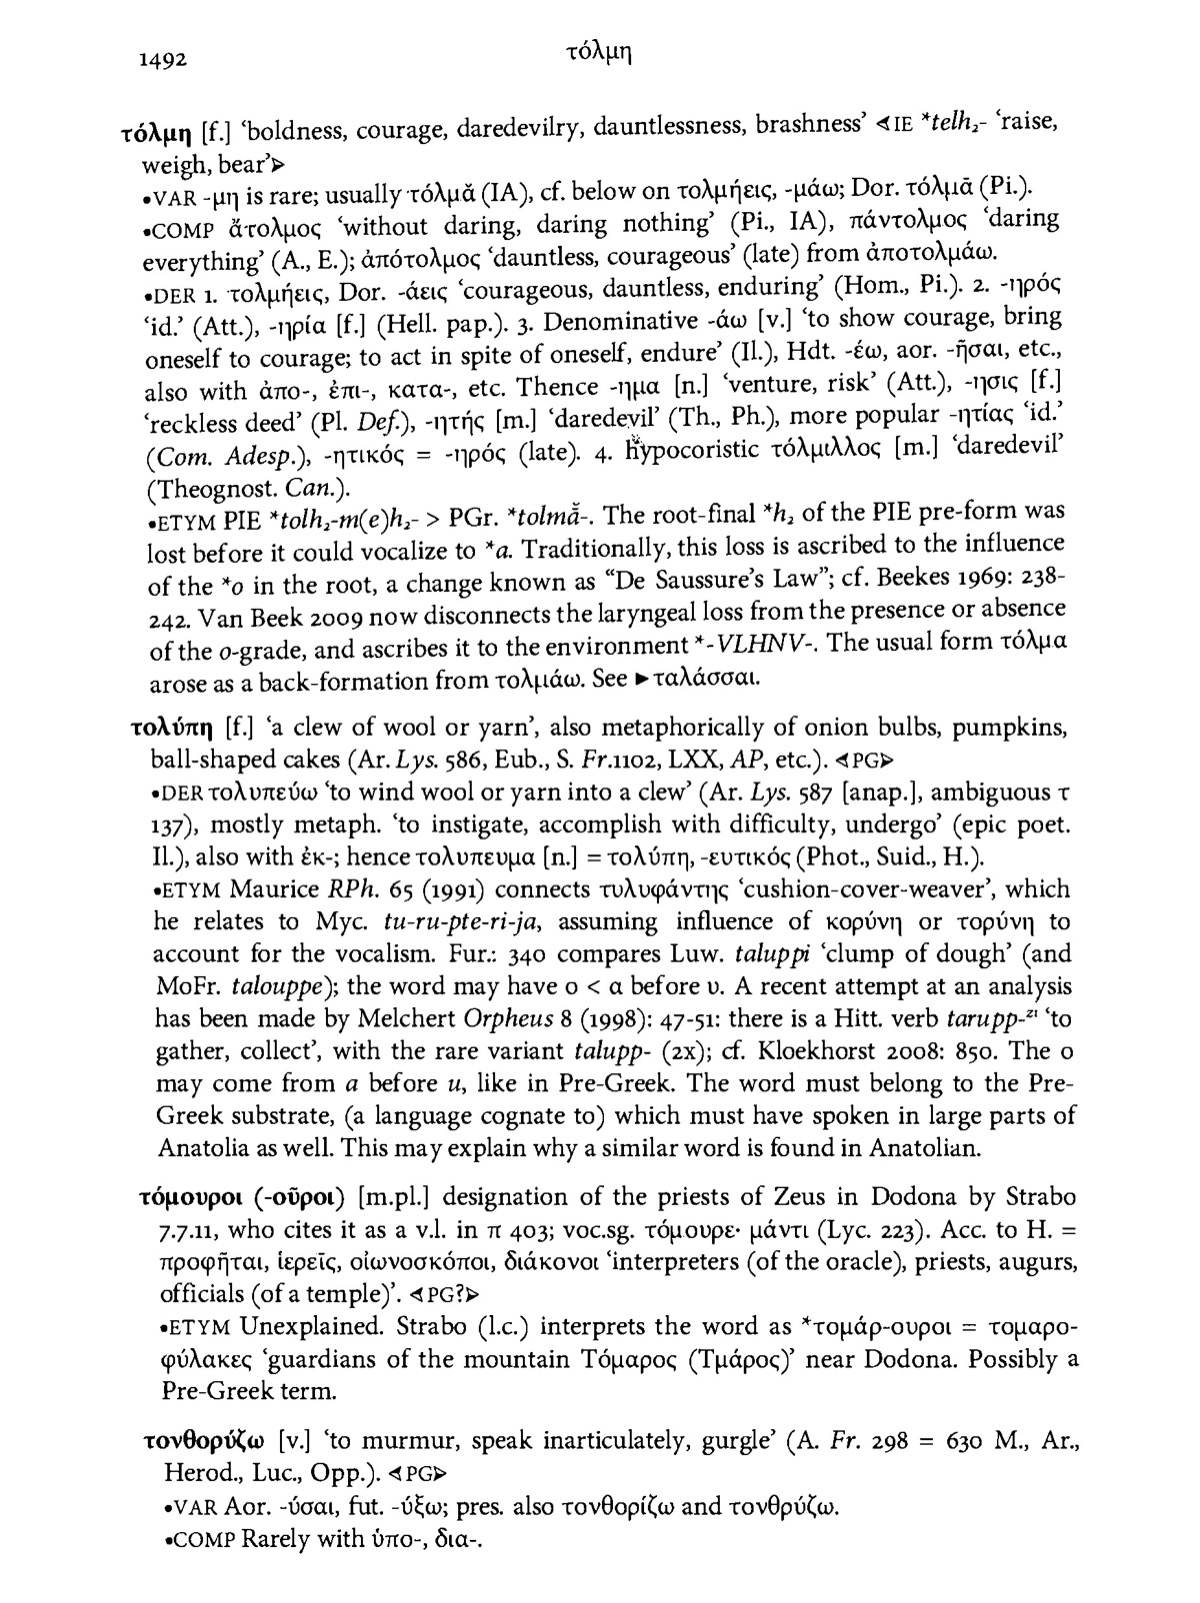 1492
τόλμη
τόλμη [f.] ‘boldness, courage, daredevilry, dauntlessness, brashness’ ⋖IE *telh₂- ‘raise,
weigh, bear’⋗
•VAR -μη is rare; usually τόλμᾰ (IA), cf. below on τολμήεις, -μάω; Dor. τόλμᾱ (Pi.).
•COMP ἄτολμος ‘without daring, daring nothing’ (Pi., IA), πάντολμος ‘daring
everything’ (A., E.); ἀπότολμος ‘dauntless, courageous’ (late) from ἀποτολμάω.
•DER 1. τολμήεις, Dor. -άεις ‘courageous, dauntless, enduring’ (Hom., Pi.). 2. -ηρός
‘id.’ (Att.), -ηρία [f.] (Hell. pap.). 3. Denominative -άω [v.] ‘to show courage, bring
oneself to courage; to act in spite of oneself, endure’ (Il.), Hdt. -έω, aor. -ῆσαι, etc.,
also with ἀπο-, ἐπι-, κατα-, etc. Thence -ημα [n.] ‘venture, risk’ (Att.), -ησις [f.]
‘reckless deed’ (Pl. Def.), -ητής [m.] ‘daredevil’ (Th., Ph.), more popular -ητίας ‘id.’
(Com. Adesp.), -ητικός = -ηρός (late). 4. Hypocoristic τόλμιλλος [m.] ‘daredevil’
(Theognost. Can.).
•ETYM PIE *tolh₂-m(e)h₂- > PGr. *tolmā̆-. The root-final *h₂ of the PIE pre-form was
lost before it could vocalize to *a. Traditionally, this loss is ascribed to the influence
of the *o in the root, a change known as “De Saussure’s Law”; cf. Beekes 1969: 238-
242. Van Beek 2009 now disconnects the laryngeal loss from the presence or absence
of the o-grade, and ascribes it to the environment *-VLHNV-. The usual form τόλμα
arose as a back-formation from τολμάω. See ►ταλάσσαι.
τολύπη [f.] ‘a clew of wool or yarn’, also metaphorically of onion bulbs, pumpkins,
ball-shaped cakes (Ar. Lys. 586, Eub., S. Fr.1102, LXX, AP, etc.). ⋖PG⋗
•DER τολυπεύω ‘to wind wool or yarn into a clew’ (Ar. Lys. 587 [anap.], ambiguous τ
137), mostly metaph. ‘to instigate, accomplish with difficulty, undergo’ (epic poet.
Il.), also with ἐκ-; hence τολυπευμα [n.] = τολύπη, -ευτικός (Phot., Suid., H.).
•ETYM Maurice RPh. 65 (1991) connects τυλυφάντης ‘cushion-cover-weaver’, which
he relates to Myc. tu-ru-pte-ri-ja, assuming influence of κορύνη or τορύνη to
account for the vocalism. Fur.: 340 compares Luw. taluppi ‘clump of dough’ (and
MoFr. talouppe); the word may have ο < α before υ. A recent attempt at an analysis
has been made by Melchert Orpheus 8 (1998): 47-51: there is a Hitt. verb tarupp-ᶻⁱ ‘to
gather, collect’, with the rare variant talupp- (2x); cf. Kloekhorst 2008: 850. The o
may come from a before u, like in Pre-Greek. The word must belong to the Pre-
Greek substrate, (a language cognate to) which must have spoken in large parts of
Anatolia as well. This may explain why a similar word is found in Anatolian.
τόμουροι (-οῦροι) [m.pl.] designation of the priests of Zeus in Dodona by Strabo
7.7.11, who cites it as a v.l. in π 403; voc.sg. τόμουρε· μάντι (Lyc. 223). Acc. to H. =
προφῆται, ἱερεῖς, οἰωνοσκόποι, διάκονοι ‘interpreters (of the oracle), priests, augurs,
officials (of a temple)’. ⋖PG?⋗
•ETYM Unexplained. Strabo (l.c.) interprets the word as *τομάρ-ουροι = τομαρο-
φύλακες ‘guardians of the mountain Τόμαρος (Τμάρος)’ near Dodona. Possibly a
Pre-Greek term.
τονθορύζω [v.] ‘to murmur, speak inarticulately, gurgle’ (A. Fr. 298 = 630 M., Ar.,
Herod., Luc., Opp.). ⋖PG⋗
•VAR Aor. -ύσαι, fut. -ύξω; pres. also τονθορίζω and τονθρύζω.
•COMP Rarely with ὑπο-, δια-.